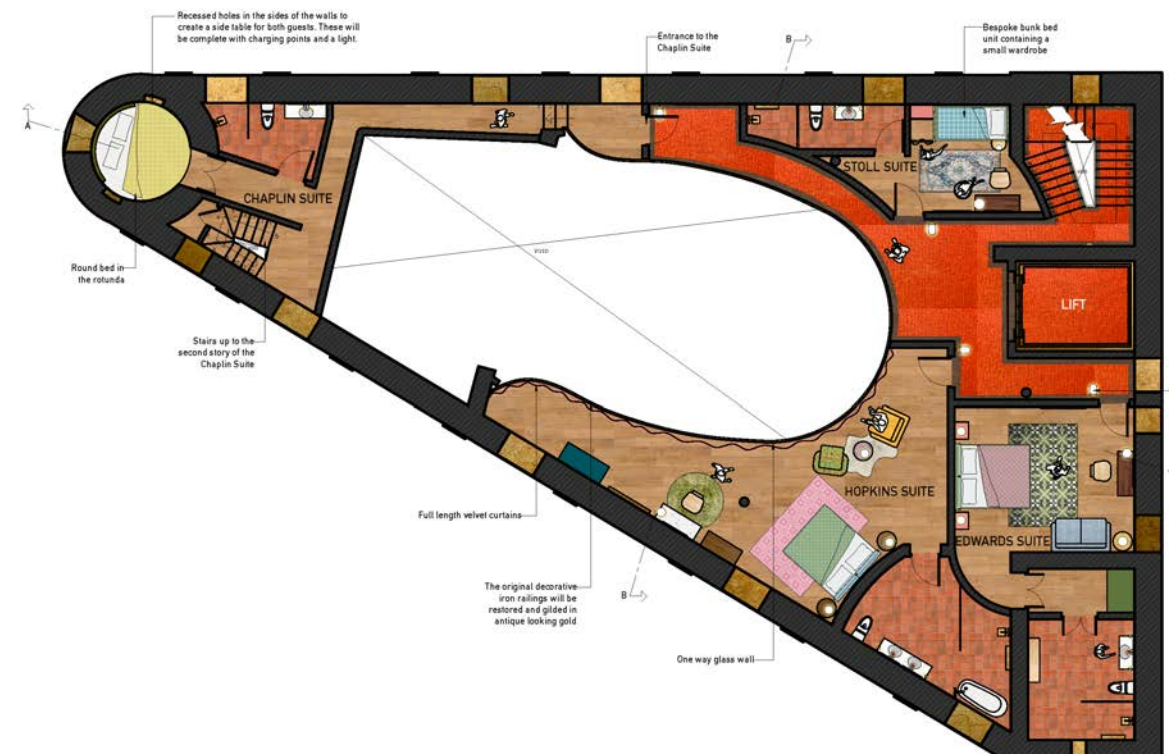 Recessed holes in the sides of the walls to
create a side table for both guests. These will
be complete with charging points and a light.
Entrance to the
Chaplin Suite
B
Bespoke bunk bed
unit containing a
small wardrobe
A
STOLL SUITE
CHAPLIN SUITE
VOID
Round bed in
the rotunda
LIFT
Stairs up to the
second story of the
Chaplin Suite
HOPKINS SUITE
Full length velvet curtains
EDWARDS SUITE
The original decorative
iron railings will be
restored and gilded in
antique looking gold
B
One way glass wall